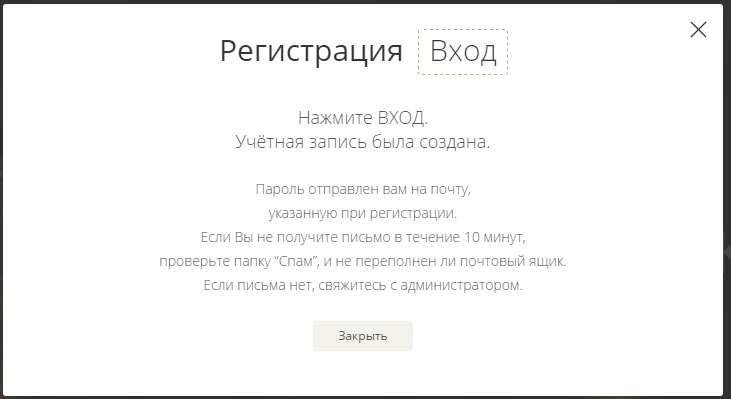 Регистрация Вход
Нажмите ВХОД.
Учётная запись была создана.
Пароль отправлен вам на почту,
указанную при регистрации.
Если Вы не получите письмо в течение 10 минут,
проверьте папку “Спам”, и не переполнен ли почтовый ящик.
Если письма нет, свяжитесь с администратором.
Закрыть